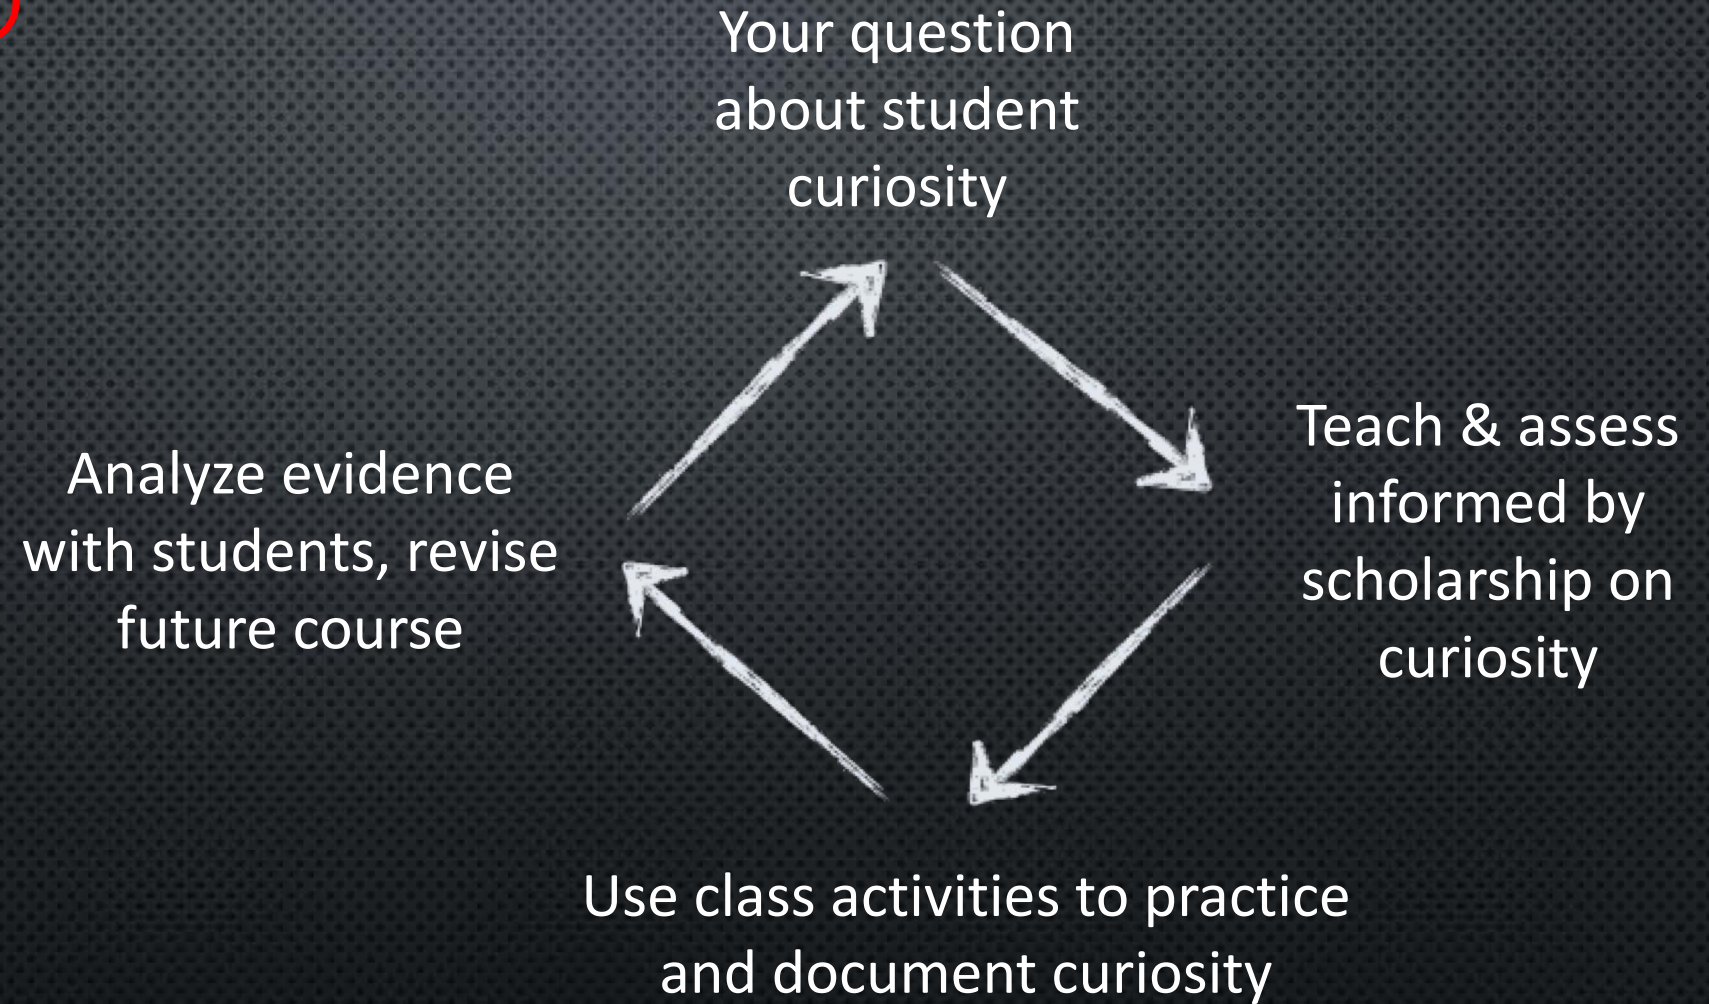 Your question
about student
curiosity
Teach & assess
informed by
scholarship on
curiosity
Use class activities to practice
and document curiosity
Analyze evidence
with students, revise
future course